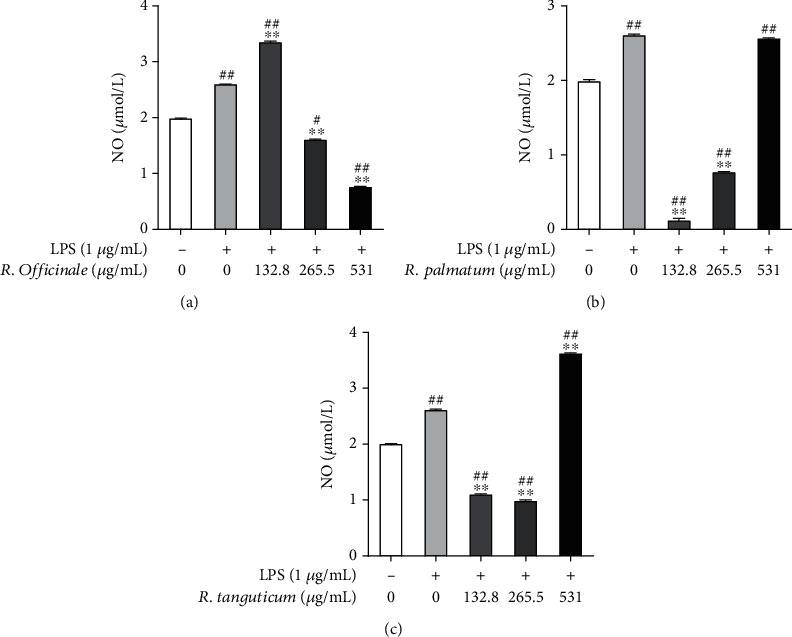 4
3
2
1
0
NO (µmol/L)
##
##
**
#
**
##
**
LPS (1 µg/mL) – + + + +
R. Officinale (µg/mL) 0 0 132.8 265.5 531
(a)
3
2
1
0
NO (µmol/L)
##
##
**
##
**
##
LPS (1 µg/mL) – + + + +
R. palmatum (µg/mL) 0 0 132.8 265.5 531
(b)
4
3
2
1
0
NO (µmol/L)
##
##
**
##
**
##
**
LPS (1 µg/mL) – + + + +
R. tanguticum (µg/mL) 0 0 132.8 265.5 531
(c)